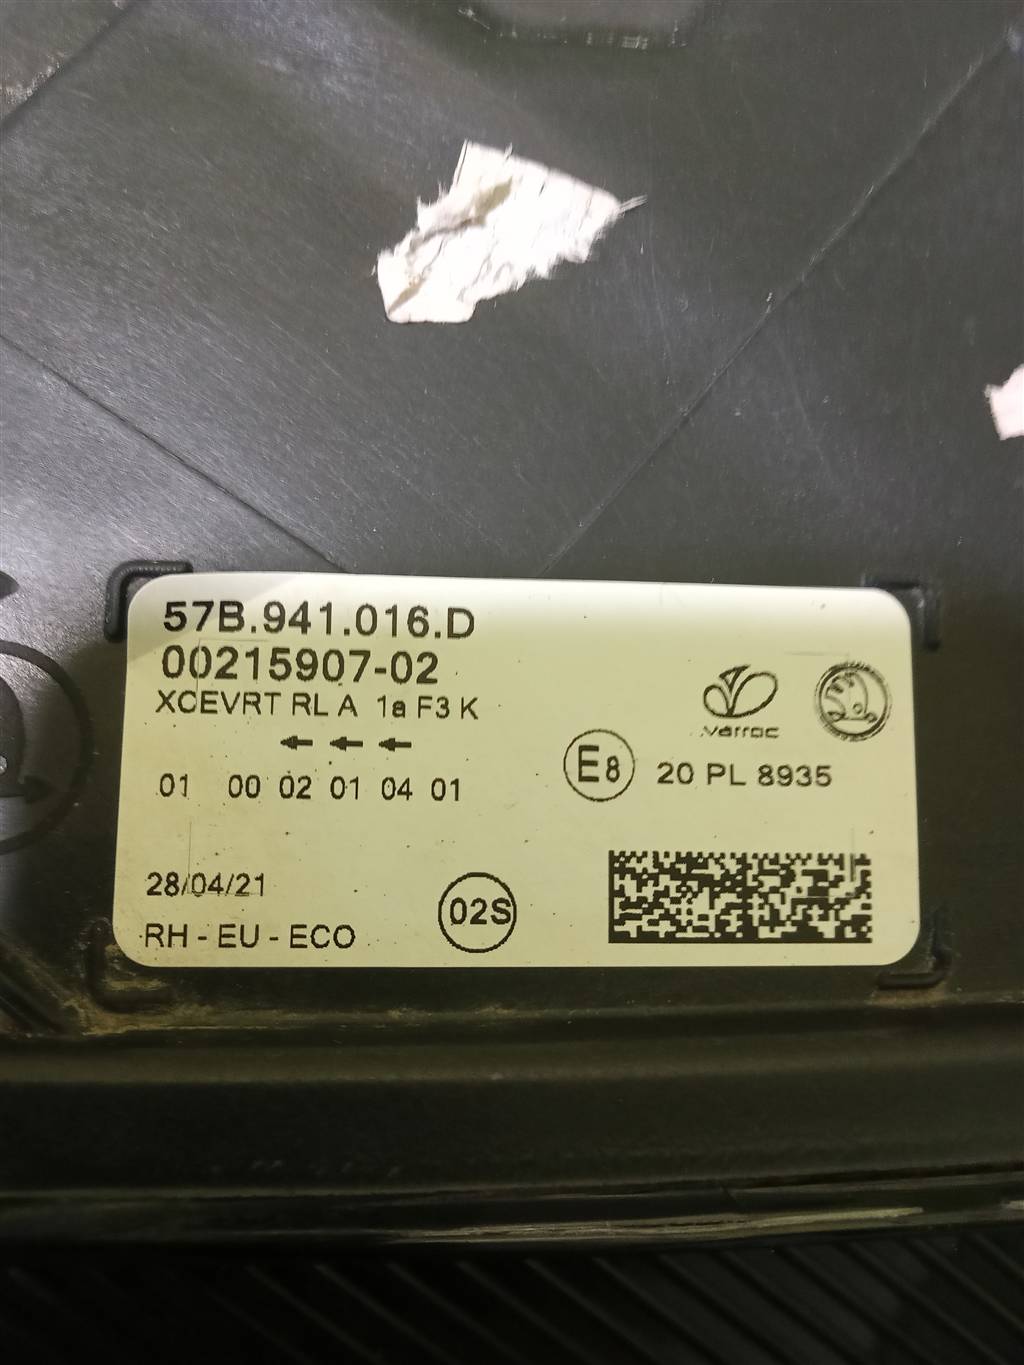 57B.941.016.D
00215907-02
XCEVRT RL A 1a F3 K
varroc
E8 20 PL 8935
01 00 02 01 04 01
28/04/21
02S
RH - EU - ECO